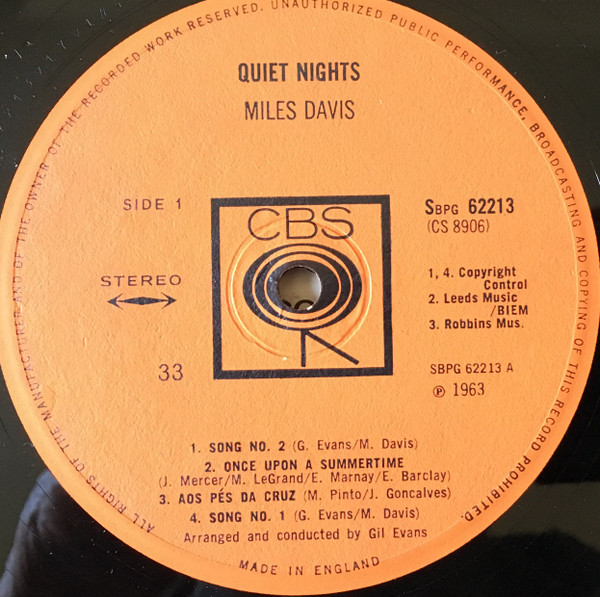 ALL RIGHTS OF THE MANUFACTURER AND OF THE OWNER OF THE RECORDED WORK RESERVED. UNAUTHORIZED PUBLIC PERFORMANCE, BROADCASTING AND COPYING OF THIS RECORD PROHIBITED.
QUIET NIGHTS
MILES DAVIS
SIDE 1
CBS
SBPG 62213
(CS 8906)
STEREO
1, 4. Copyright
Control
2. Leeds Music
/BIEM
3. Robbins Mus.
33
SBPG 62213 A
℗ 1963
1. SONG NO. 2 (G. Evans/M. Davis)
2. ONCE UPON A SUMMERTIME
(J. Mercer/M. LeGrand/E. Marnay/E. Barclay)
3. AOS PÉS DA CRUZ (M. Pinto/J. Goncalves)
4. SONG NO. 1 (G. Evans/M. Davis)
Arranged and conducted by Gil Evans
MADE IN ENGLAND